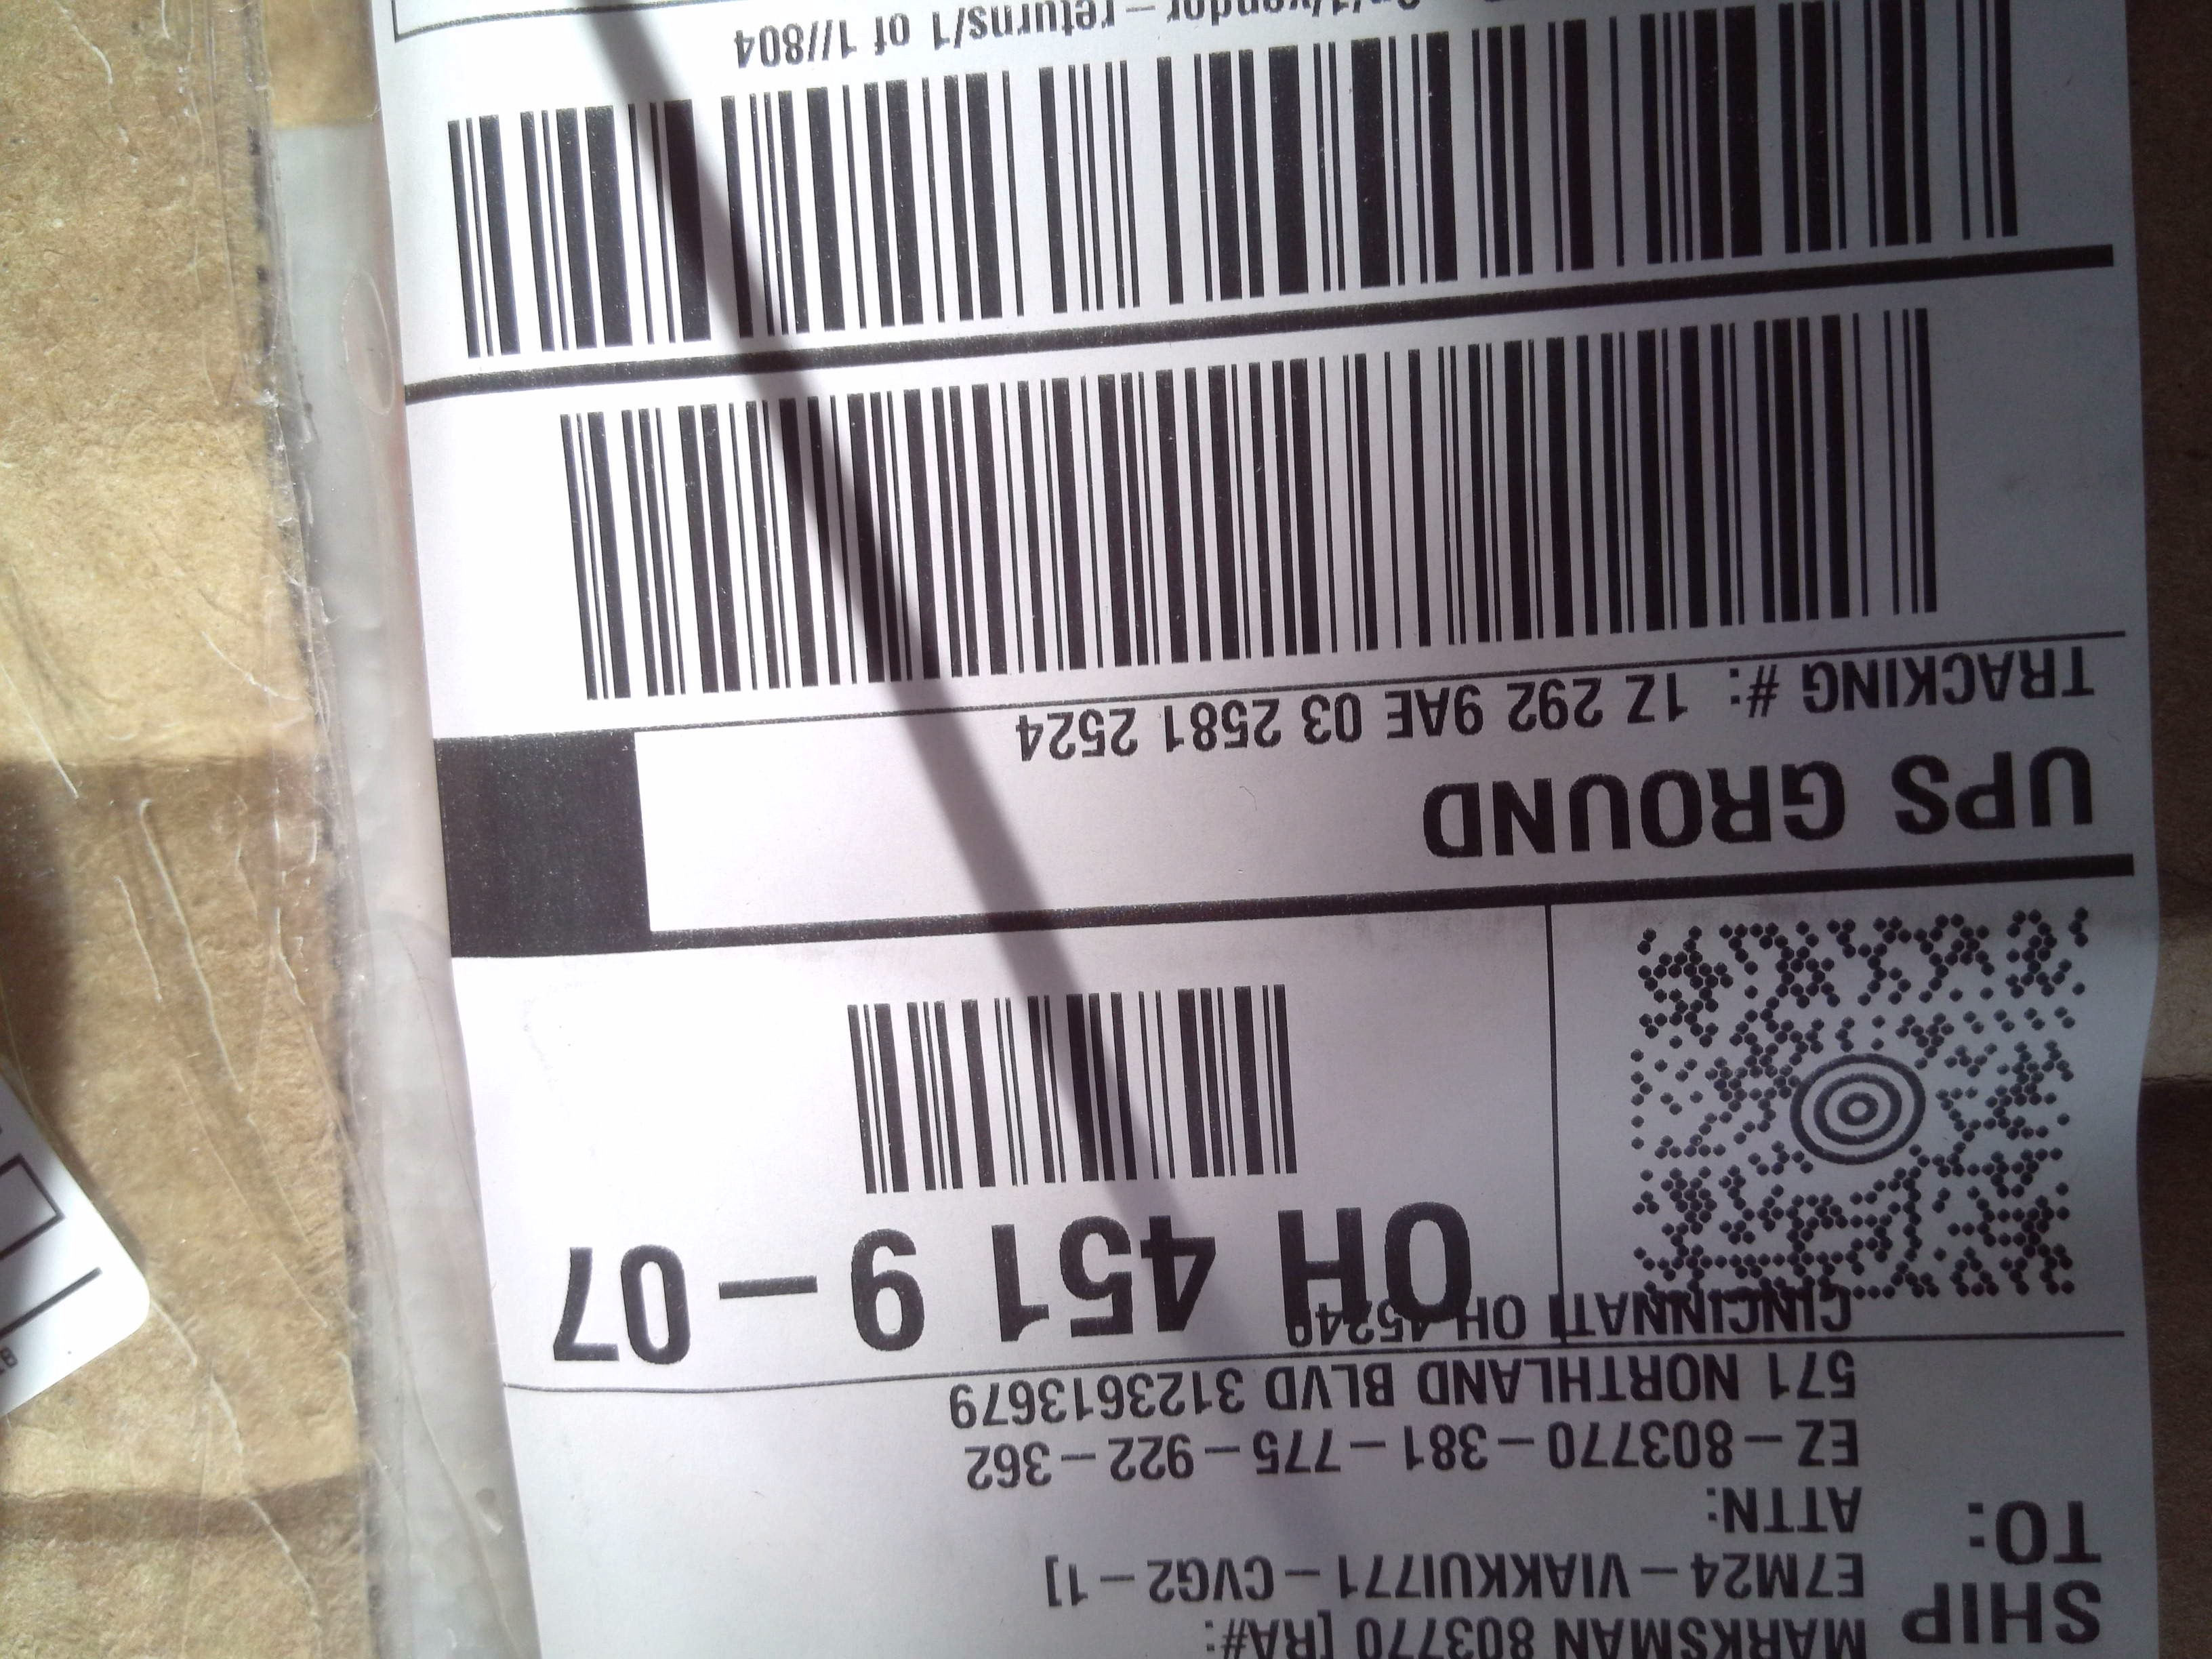 SHIP TO:
MARKSMAN 803770 [RA#:
E7M24-VIAKKUI771-CVG2-1]
ATTN:
EZ-803770-381-775-922-362
571 NORTHLAND BLVD 3123613679
CINCINNATI OH 45240
OH 451 9-07
UPS GROUND
TRACKING #: 1Z 292 9AE 03 2581 2524
/1/vendor-returns/1 of 1//804